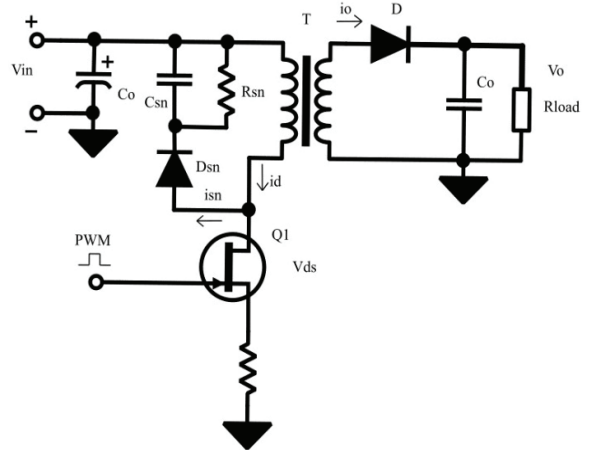 +
Vin
−
+
Co
Csn
Rsn
T
io
D
Co
Vo
Rload
Dsn
isn
id
Q1
Vds
PWM